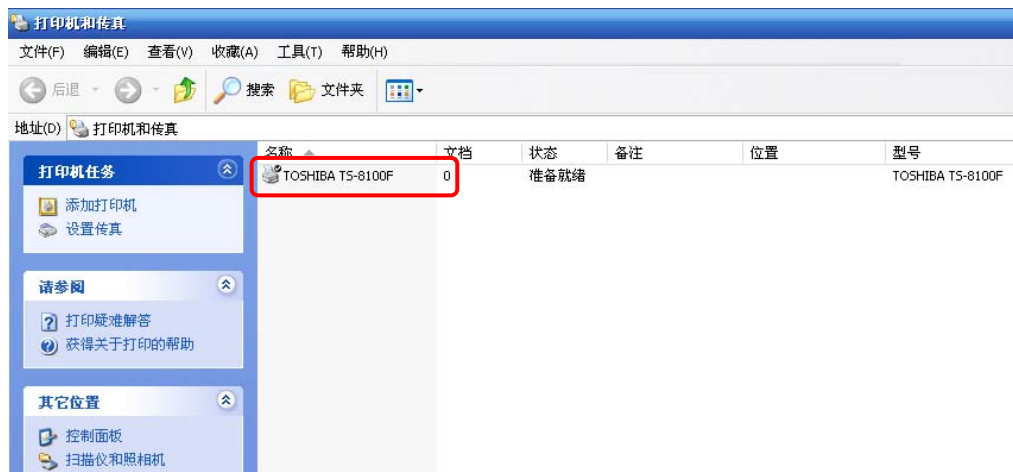 打印机和传真
文件(F) 编辑(E) 查看(V) 收藏(A) 工具(T) 帮助(H)
后退 搜索 文件夹
地址(D) 打印机和传真
名称 文档 状态 备注 位置 型号
TOSHIBA TS-8100F 0 准备就绪 TOSHIBA TS-8100F
打印机任务
添加打印机
设置传真
请参阅
打印疑难解答
获得关于打印的帮助
其它位置
控制面板
扫描仪和照相机